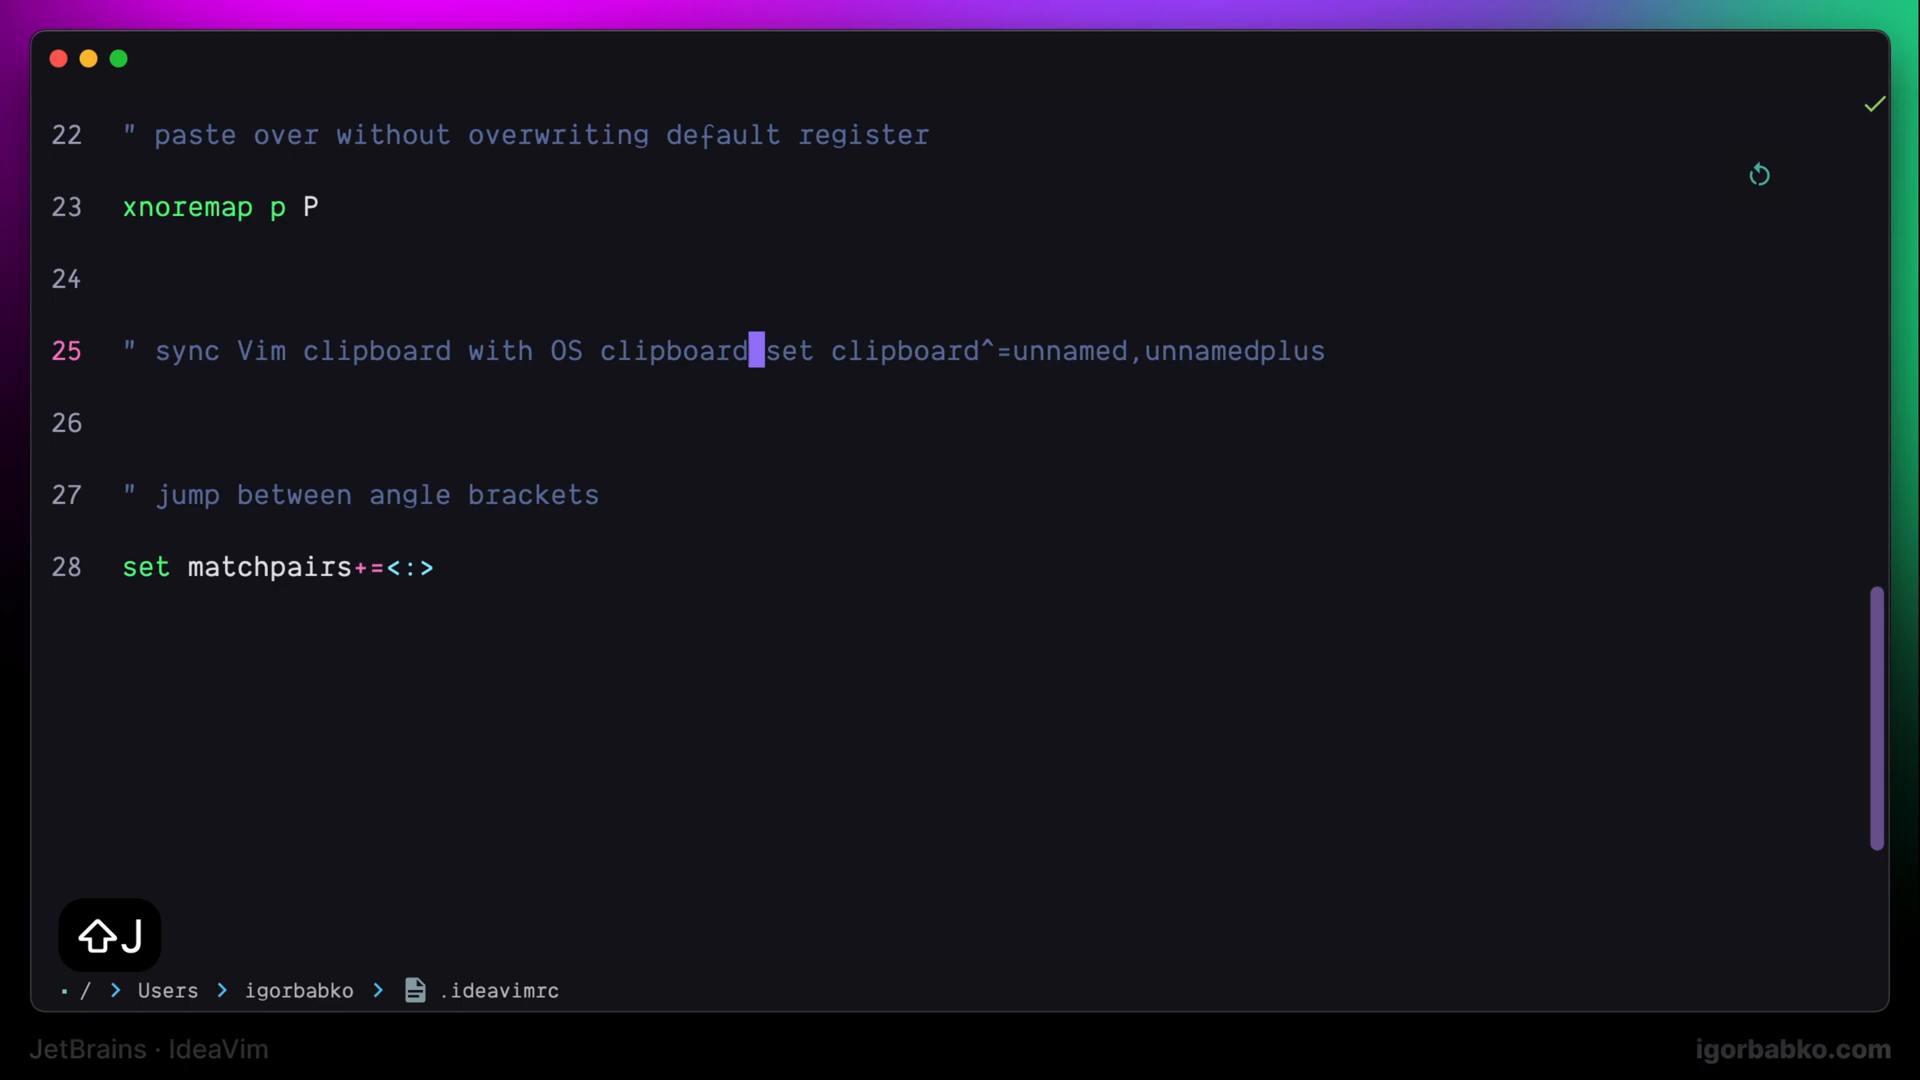 22 " paste over without overwriting default register
23 xnoremap p P
24
25 " sync Vim clipboard with OS clipboard set clipboard^=unnamed,unnamedplus
26
27 " jump between angle brackets
28 set matchpairs+=<:>
⇧J
/ > Users > igorbabko > .ideavimrc
JetBrains · IdeaVim
igorbabko.com